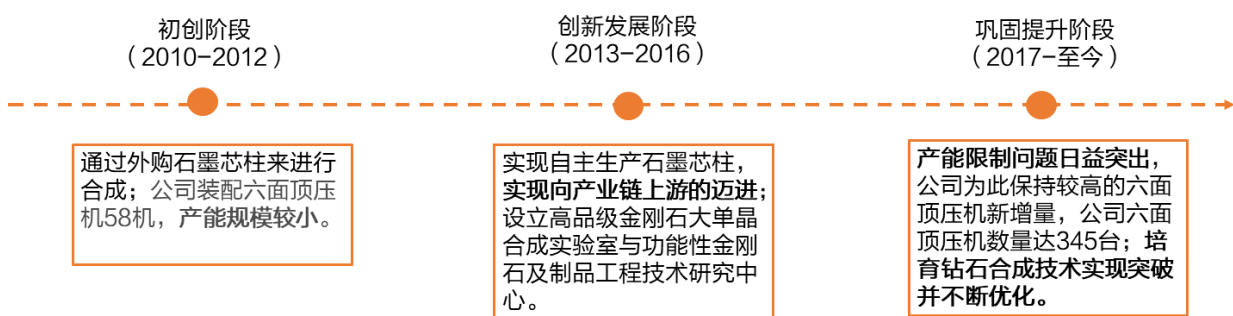 初创阶段
（2010-2012）
创新发展阶段
（2013-2016）
巩固提升阶段
（2017-至今）
通过外购石墨芯柱来进行
合成；公司装配六面顶压
机58机，产能规模较小。
实现自主生产石墨芯柱，
实现向产业链上游的迈进；
设立高品级金刚石大单晶
合成实验室与功能性金刚
石及制品工程技术研究中
心。
产能限制问题日益突出，
公司为此保持较高的六面
顶压机新增量，公司六面
顶压机数量达345台；培
育钻石合成技术实现突破
并不断优化。